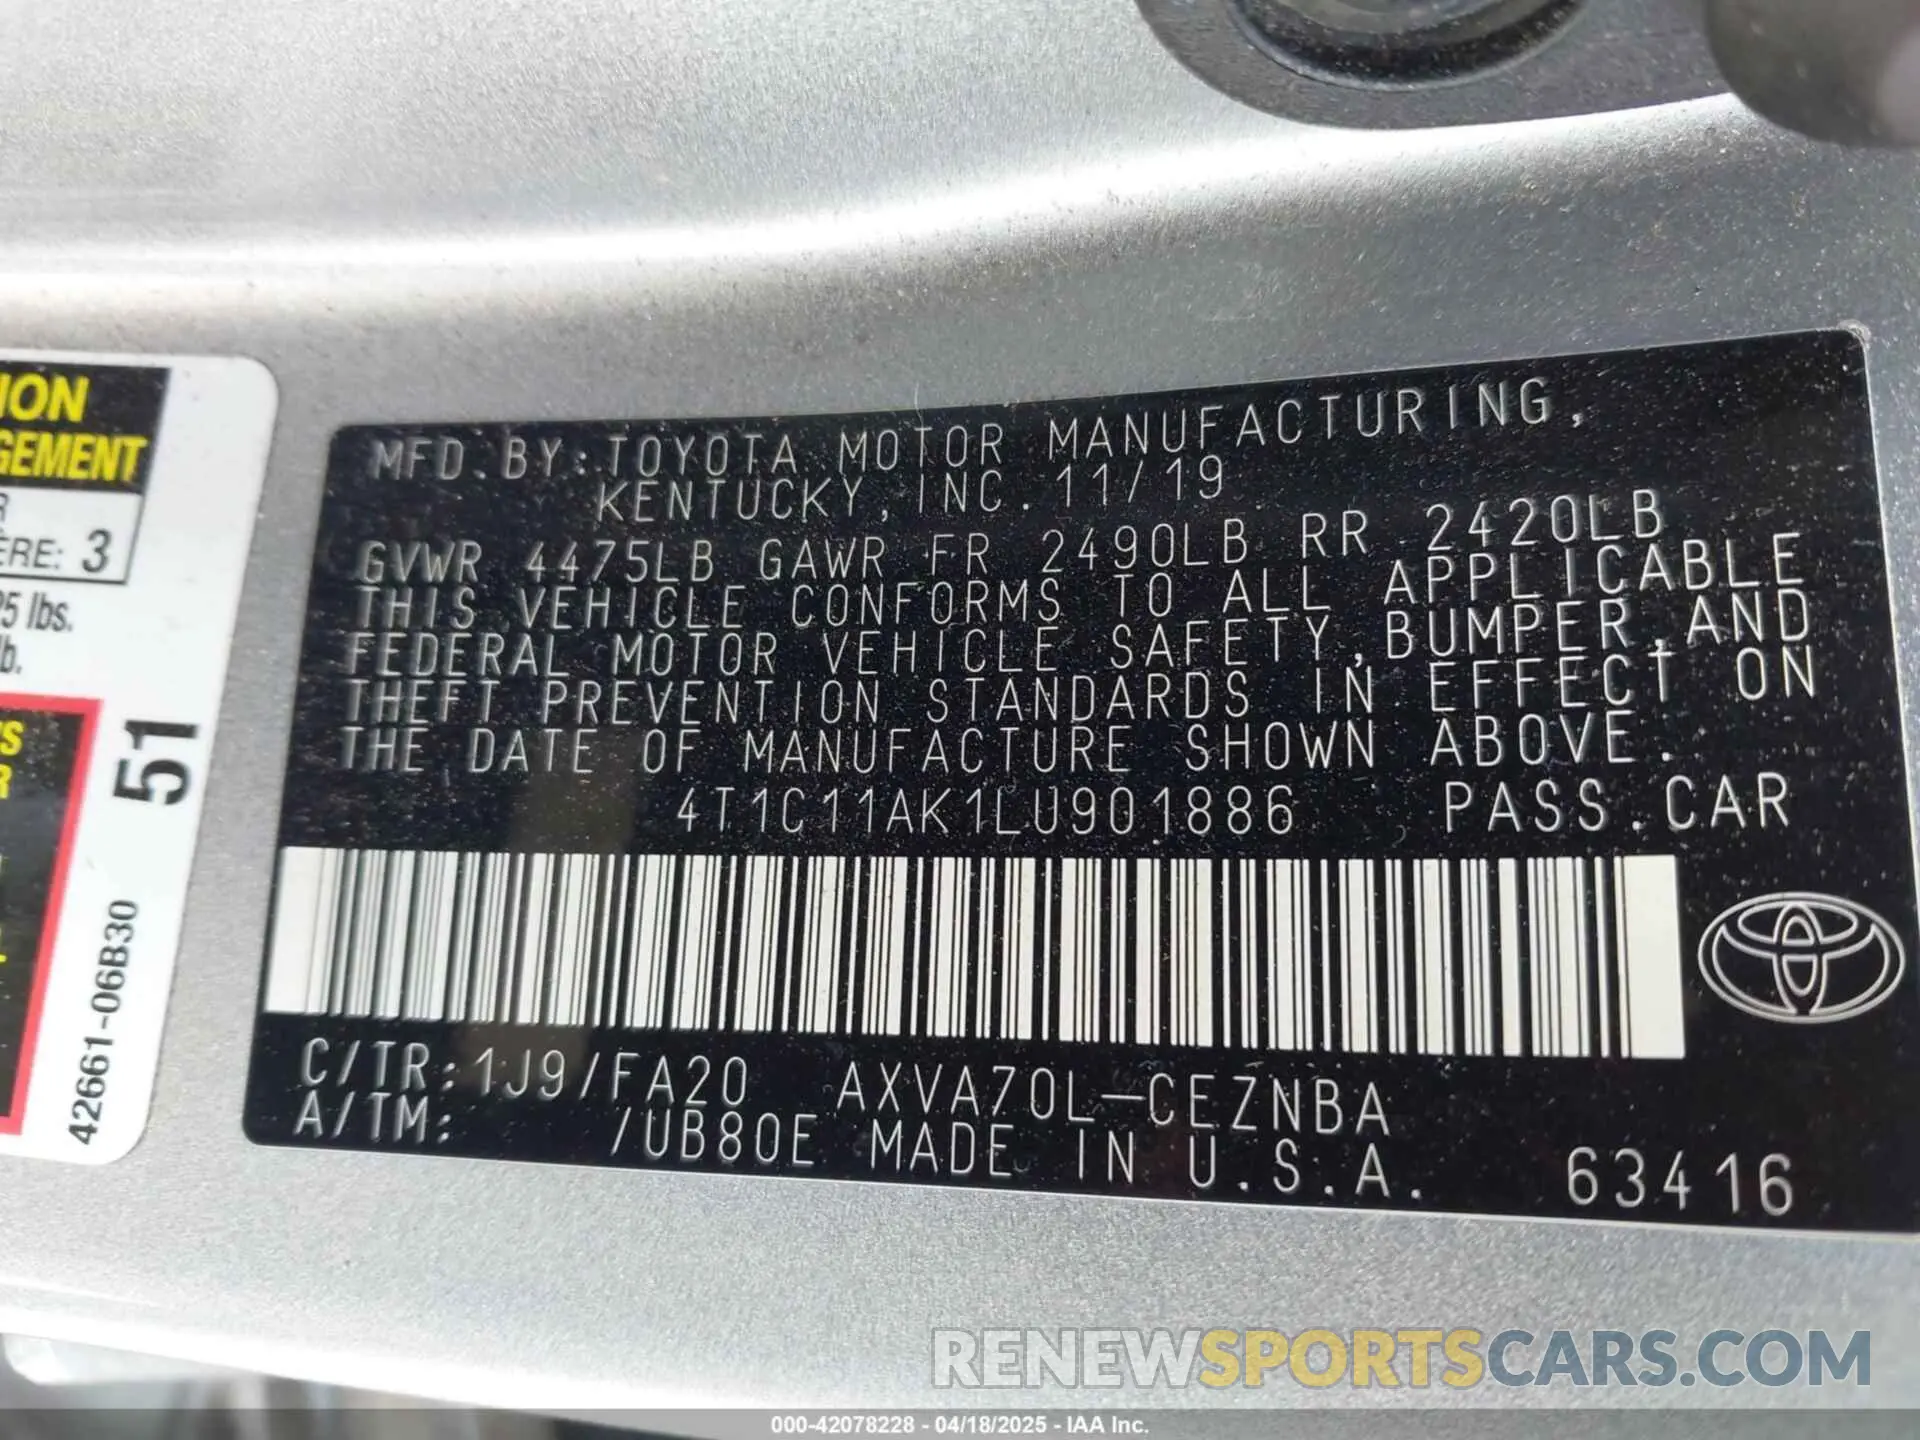 ION
GEMENT
R
ÈRE: 3
25 lbs.
lb.
S
R
51
42661-06B30
MFD.BY:TOYOTA MOTOR MANUFACTURING,
KENTUCKY,INC.11/19
GVWR 4475LB GAWR FR 2490LB RR 2420LB
THIS VEHICLE CONFORMS TO ALL APPLICABLE
FEDERAL MOTOR VEHICLE SAFETY,BUMPER,AND
THEFT PREVENTION STANDARDS IN EFFECT ON
THE DATE OF MANUFACTURE SHOWN ABOVE.
4T1C11AK1LU901886 PASS.CAR
C/TR:1J9/FA20 AXVA70L-CEZNBA
A/TM: /UB80E MADE IN U.S.A. 63416
RENEWSPORTSCARS.COM
000-42078228 - 04/18/2025 - IAA Inc.